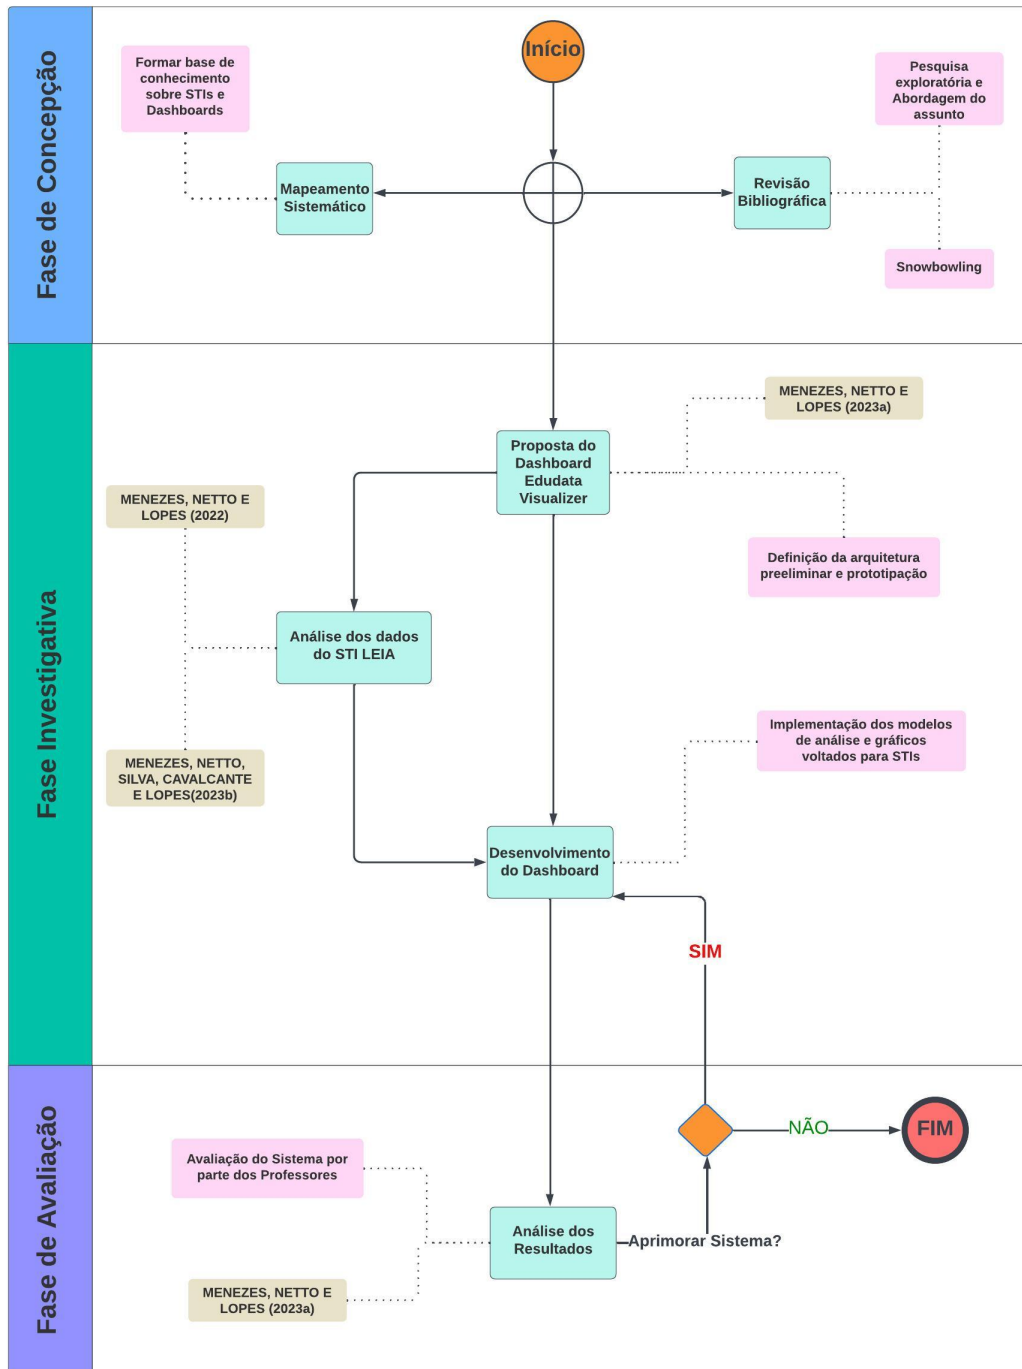 Fase de Concepção
Início
Formar base de
conhecimento
sobre STIs e
Dashboards
Pesquisa
exploratória e
Abordagem do
assunto
Mapeamento
Sistemático
Revisão
Bibliográfica
Snowbowling
Fase Investigativa
MENEZES, NETTO E
LOPES (2023a)
Proposta do
Dashboard
Edudata
Visualizer
MENEZES, NETTO E
LOPES (2022)
Definição da arquitetura
preeliminar e prototipação
Análise dos dados
do STI LEIA
Implementação dos modelos
de análise e gráficos
voltados para STIs
MENEZES, NETTO,
SILVA, CAVALCANTE
E LOPES(2023b)
Desenvolvimento
do Dashboard
SIM
Fase de Avaliação
NÃO
FIM
Avaliação do Sistema por
parte dos Professores
Análise dos
Resultados
Aprimorar Sistema?
MENEZES, NETTO E
LOPES (2023a)